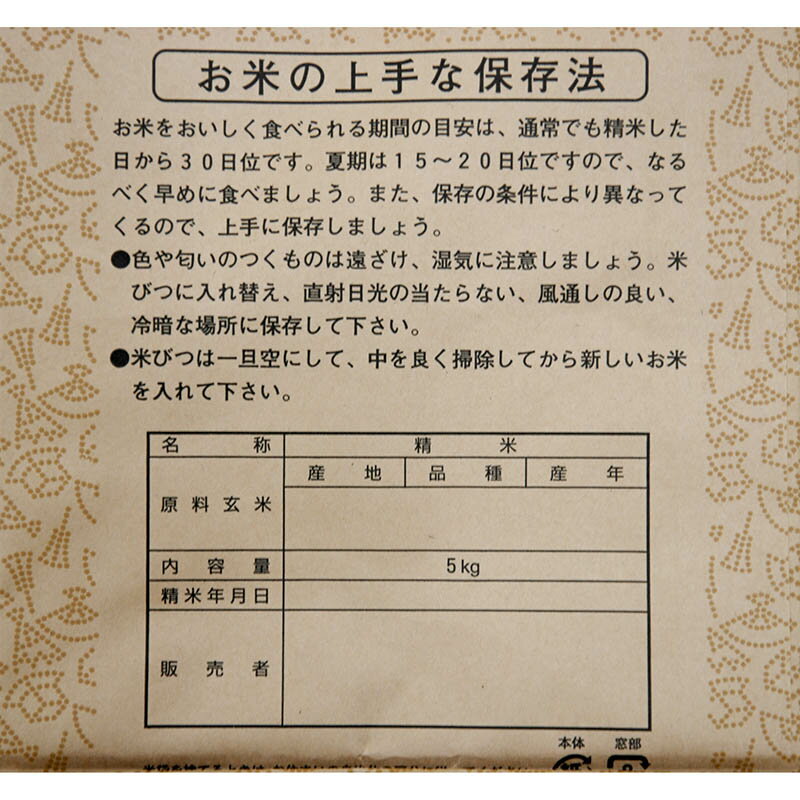 お米の上手な保存法
お米をおいしく食べられる期間の目安は、通常でも精米した
日から30日位です。夏期は15〜20日位ですので、なる
べく早めに食べましょう。また、保存の条件により異なって
くるので、上手に保存しましょう。
●色や匂いのつくものは遠ざけ、湿気に注意しましょう。米
びつに入れ替え、直射日光の当たらない、風通しの良い、
冷暗な場所に保存して下さい。
●米びつは一旦空にして、中を良く掃除してから新しいお米
を入れて下さい。
名称 精米
産地 品種 産年
原料玄米
内容量 5kg
精米年月日
販売者
本体 窓部